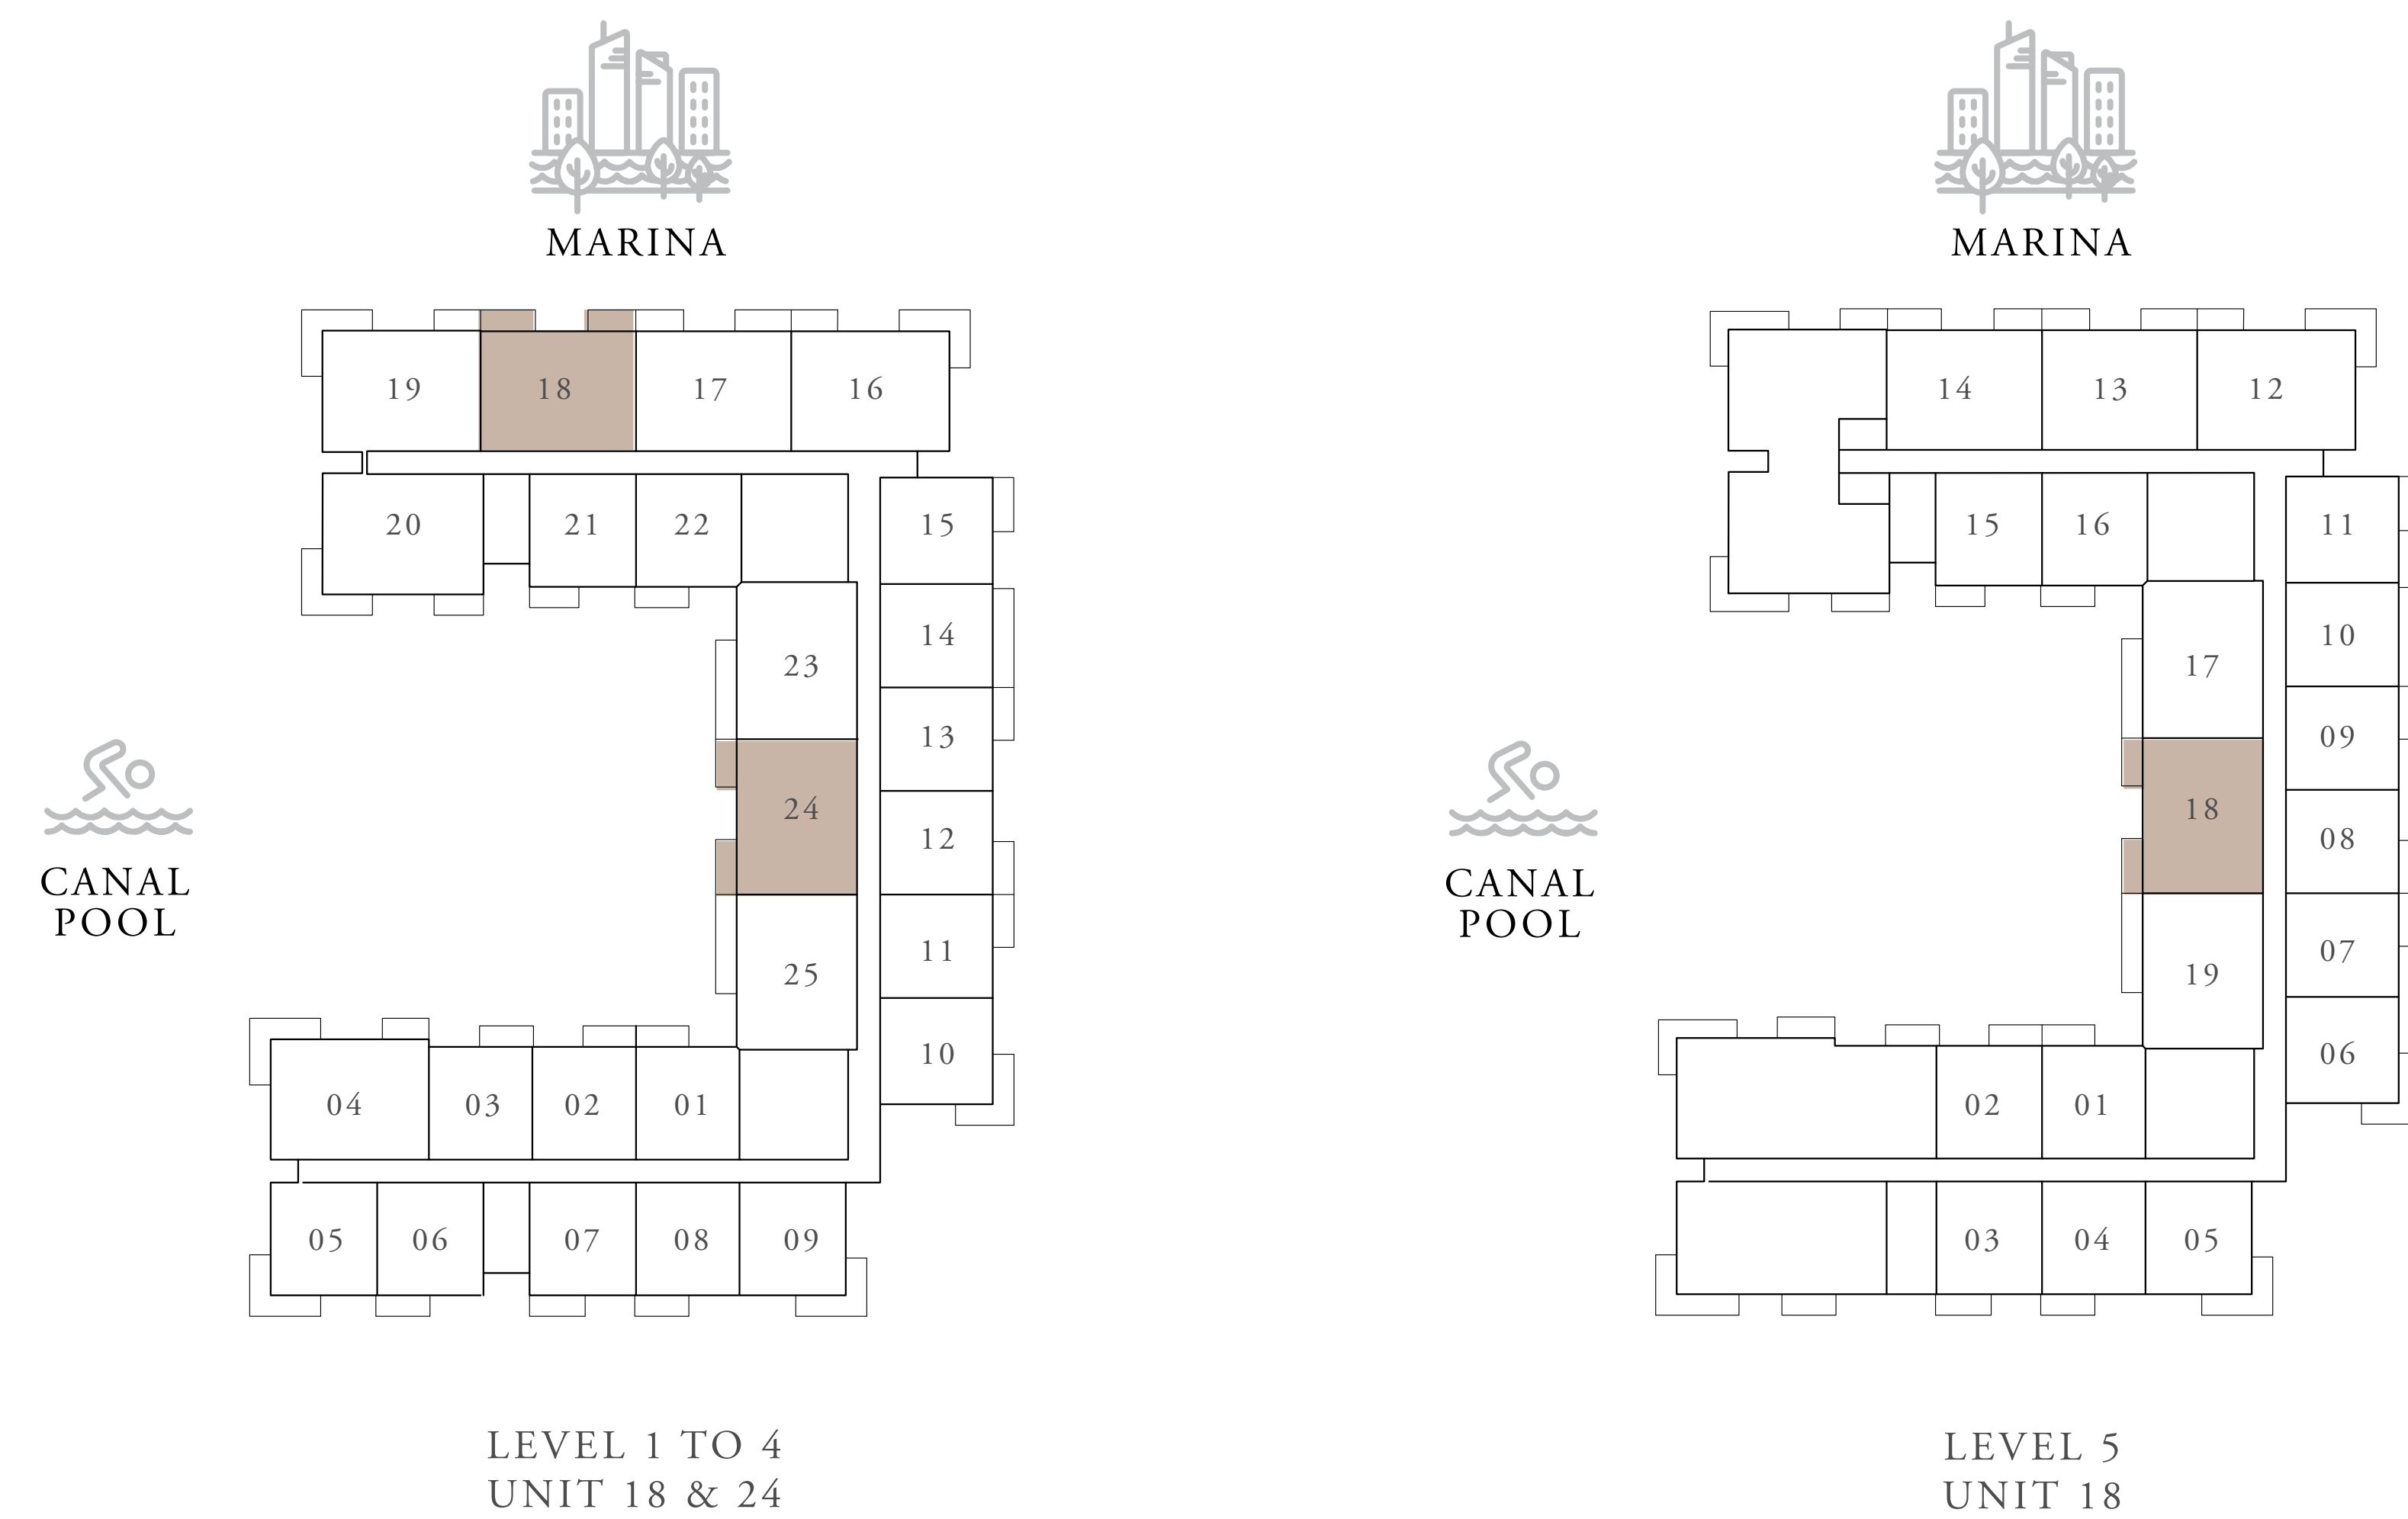 MARINA
19 18 17 16
20 21 22 15
14
23
13
24 12
11
25
10
04 03 02 01
05 06 07 08 09
CANAL
POOL
LEVEL 1 TO 4
UNIT 18 & 24
MARINA
14 13 12
15 16 11
10
17
09
18 08
07
19
06
02 01
03 04 05
CANAL
POOL
LEVEL 5
UNIT 18